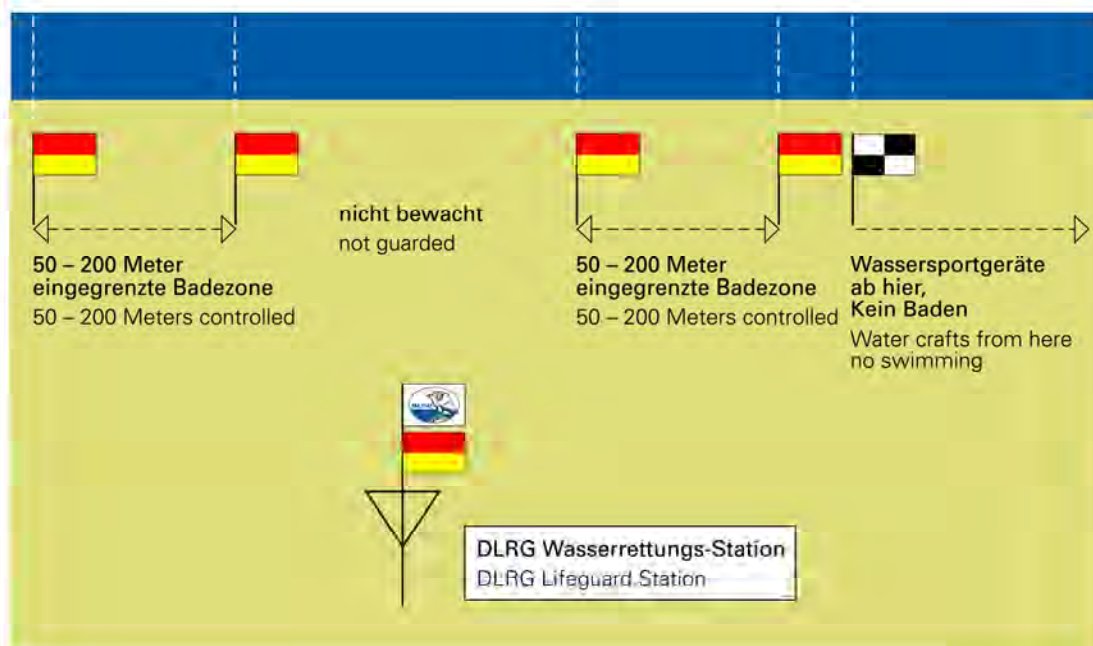 nicht bewacht
not guarded
50 – 200 Meter
eingegrenzte Badezone
50 – 200 Meters controlled
50 – 200 Meter
eingegrenzte Badezone
50 – 200 Meters controlled
Wassersportgeräte
ab hier,
Kein Baden
Water crafts from here
no swimming
DLRG Wasserrettungs-Station
DLRG Lifeguard Station